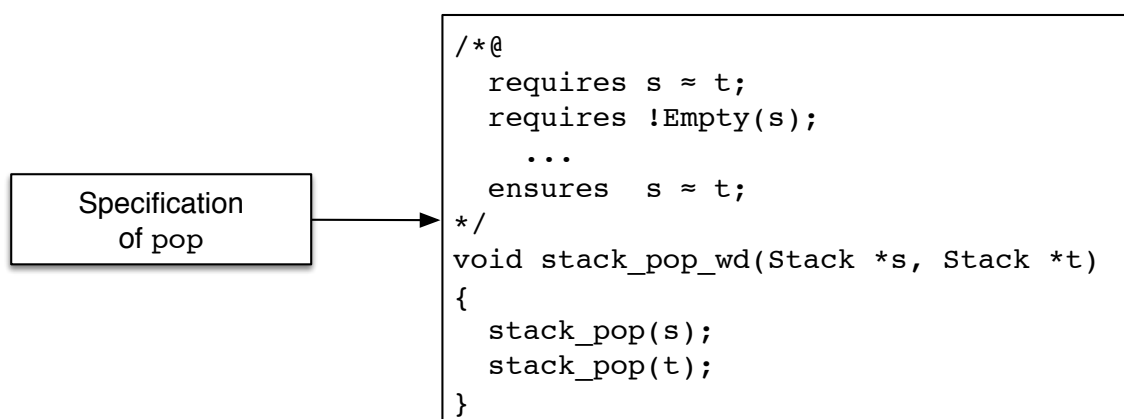 Specification
of pop
/*@
  requires s ≈ t;
  requires !Empty(s);
    ...
  ensures  s ≈ t;
*/
void stack_pop_wd(Stack *s, Stack *t)
{
  stack_pop(s);
  stack_pop(t);
}